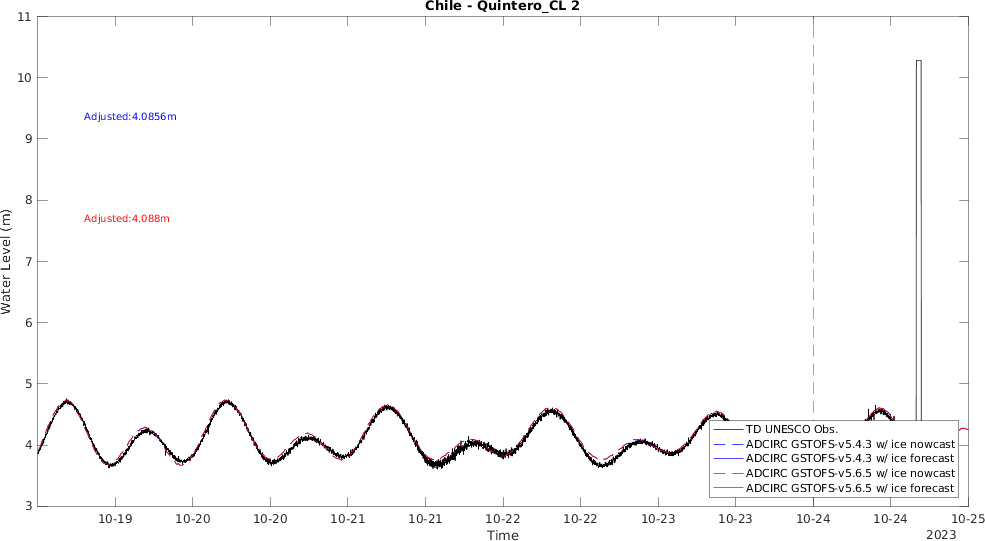 Chile - Quintero_CL 2
11
10
9
8
7
6
5
4
3
Water Level (m)
Adjusted:4.0856m
Adjusted:4.088m
TD UNESCO Obs.
ADCIRC GSTOFS-v5.4.3 w/ ice nowcast
ADCIRC GSTOFS-v5.4.3 w/ ice forecast
ADCIRC GSTOFS-v5.6.5 w/ ice nowcast
ADCIRC GSTOFS-v5.6.5 w/ ice forecast
10-19 10-20 10-20 10-21 10-21 10-22 10-22 10-23 10-23 10-24 10-24 10-25
Time
2023